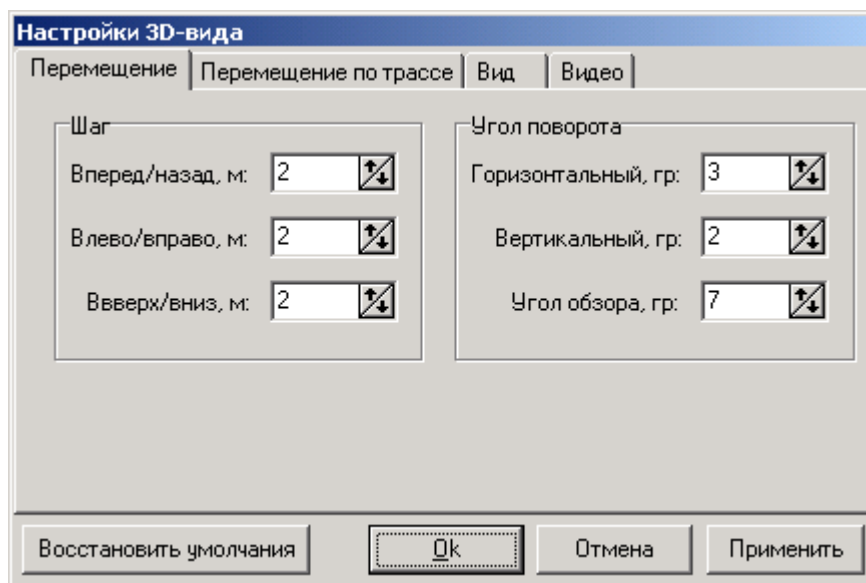 Настройки 3D-вида
Перемещение Перемещение по трассе Вид Видео
Шаг
Вперед/назад, м: 2
Влево/вправо, м: 2
Ввверх/вниз, м: 2
Угол поворота
Горизонтальный, гр: 3
Вертикальный, гр: 2
Угол обзора, гр: 7
Восстановить умолчания Ok Отмена Применить